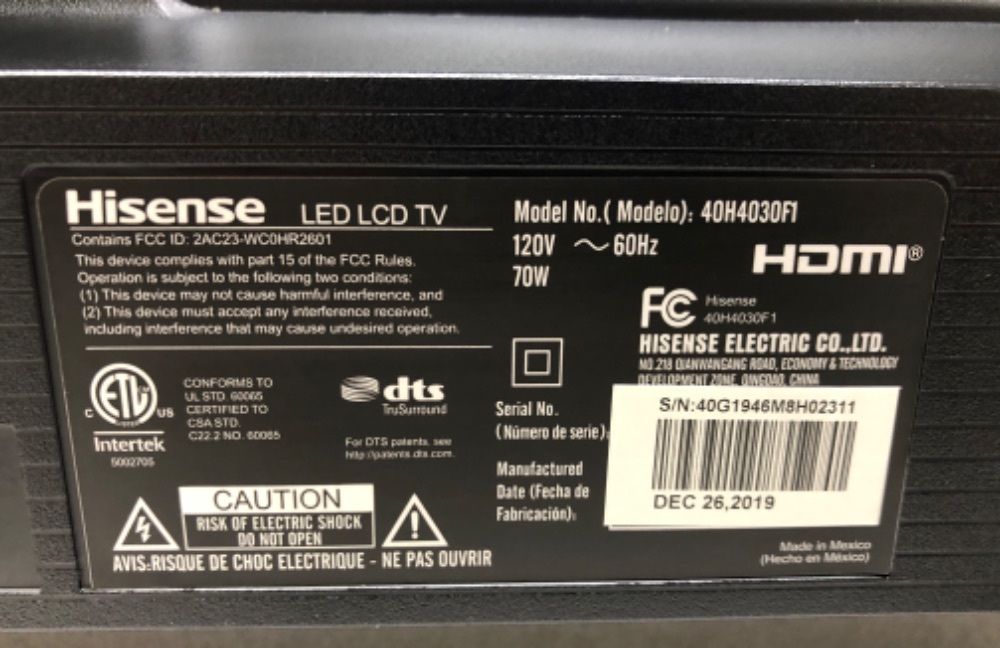 Hisense LED LCD TV
Contains FCC ID: 2AC23-WC0HR2601
This device complies with part 15 of the FCC Rules.
Operation is subject to the following two conditions:
(1) This device may not cause harmful interference, and
(2) This device must accept any interference received,
including interference that may cause undesired operation.
C ETL US
Intertek
5002705
CONFORMS TO
UL STD. 60065
CERTIFIED TO
CSA STD.
C22.2 NO. 60065
dts
TruSurround
For DTS patents, see
http://patents.dts.com.
CAUTION
RISK OF ELECTRIC SHOCK
DO NOT OPEN
AVIS:RISQUE DE CHOC ELECTRIQUE - NE PAS OUVRIR
Model No.( Modelo): 40H4030F1
120V ～ 60Hz
70W
HDMI®
FC Hisense
40H4030F1
HISENSE ELECTRIC CO.,LTD.
NO.218 QIANWANGANG ROAD, ECONOMY & TECHNOLOGY
DEVELOPMENT ZONE, QINGDAO, CHINA
Serial No.
(Número de serie):
S/N:40G1946M8H02311
Manufactured
Date (Fecha de
Fabricación):
DEC 26,2019
Made in Mexico
(Hecho en México)